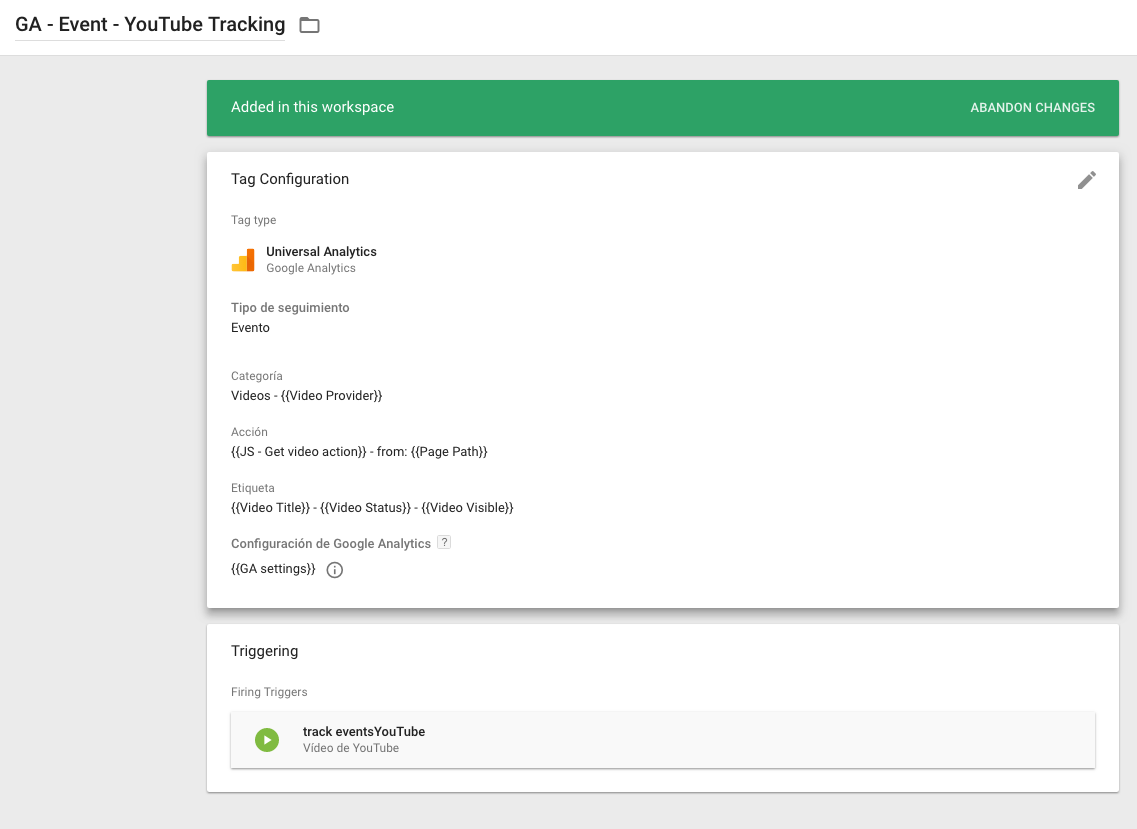 GA - Event - YouTube Tracking
Added in this workspace
ABANDON CHANGES
Tag Configuration
Tag type
Universal Analytics
Google Analytics
Tipo de seguimiento
Evento
Categoría
Videos - {{Video Provider}}
Acción
{{JS - Get video action}} - from: {{Page Path}}
Etiqueta
{{Video Title}} - {{Video Status}} - {{Video Visible}}
Configuración de Google Analytics ?
{{GA settings}}
Triggering
Firing Triggers
track eventsYouTube
Vídeo de YouTube